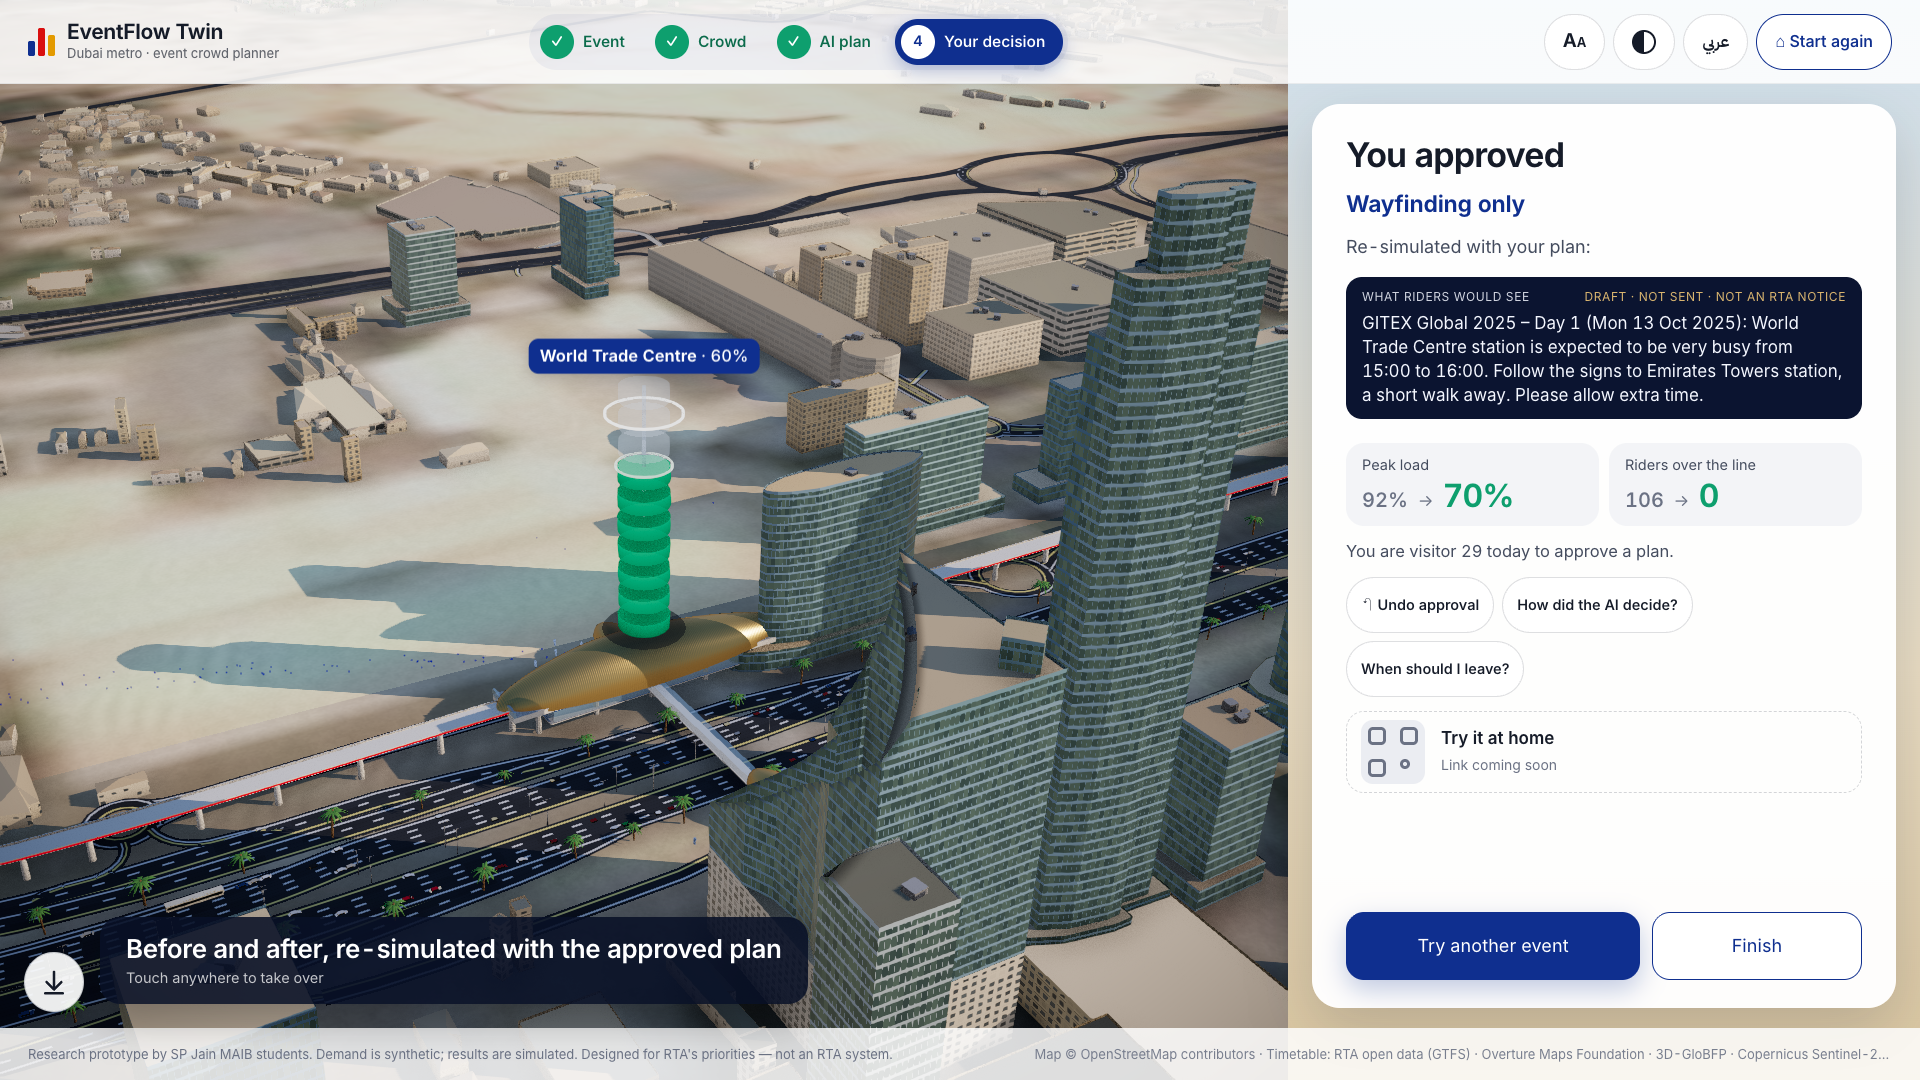 EventFlow Twin
Dubai metro · event crowd planner
Event
Crowd
AI plan
4 Your decision
AA
عربي
⌂ Start again
You approved
Wayfinding only
Re-simulated with your plan:
WHAT RIDERS WOULD SEE
DRAFT · NOT SENT · NOT AN RTA NOTICE
GITEX Global 2025 – Day 1 (Mon 13 Oct 2025): World
Trade Centre station is expected to be very busy from
15:00 to 16:00. Follow the signs to Emirates Towers station,
a short walk away. Please allow extra time.
Peak load
92% → 70%
Riders over the line
106 → 0
You are visitor 29 today to approve a plan.
Undo approval
How did the AI decide?
When should I leave?
Try it at home
Link coming soon
Try another event
Finish
World Trade Centre · 60%
Before and after, re-simulated with the approved plan
Touch anywhere to take over
Research prototype by SP Jain MAIB students. Demand is synthetic; results are simulated. Designed for RTA's priorities — not an RTA system.
Map © OpenStreetMap contributors · Timetable: RTA open data (GTFS) · Overture Maps Foundation · 3D-GloBFP · Copernicus Sentinel-2...